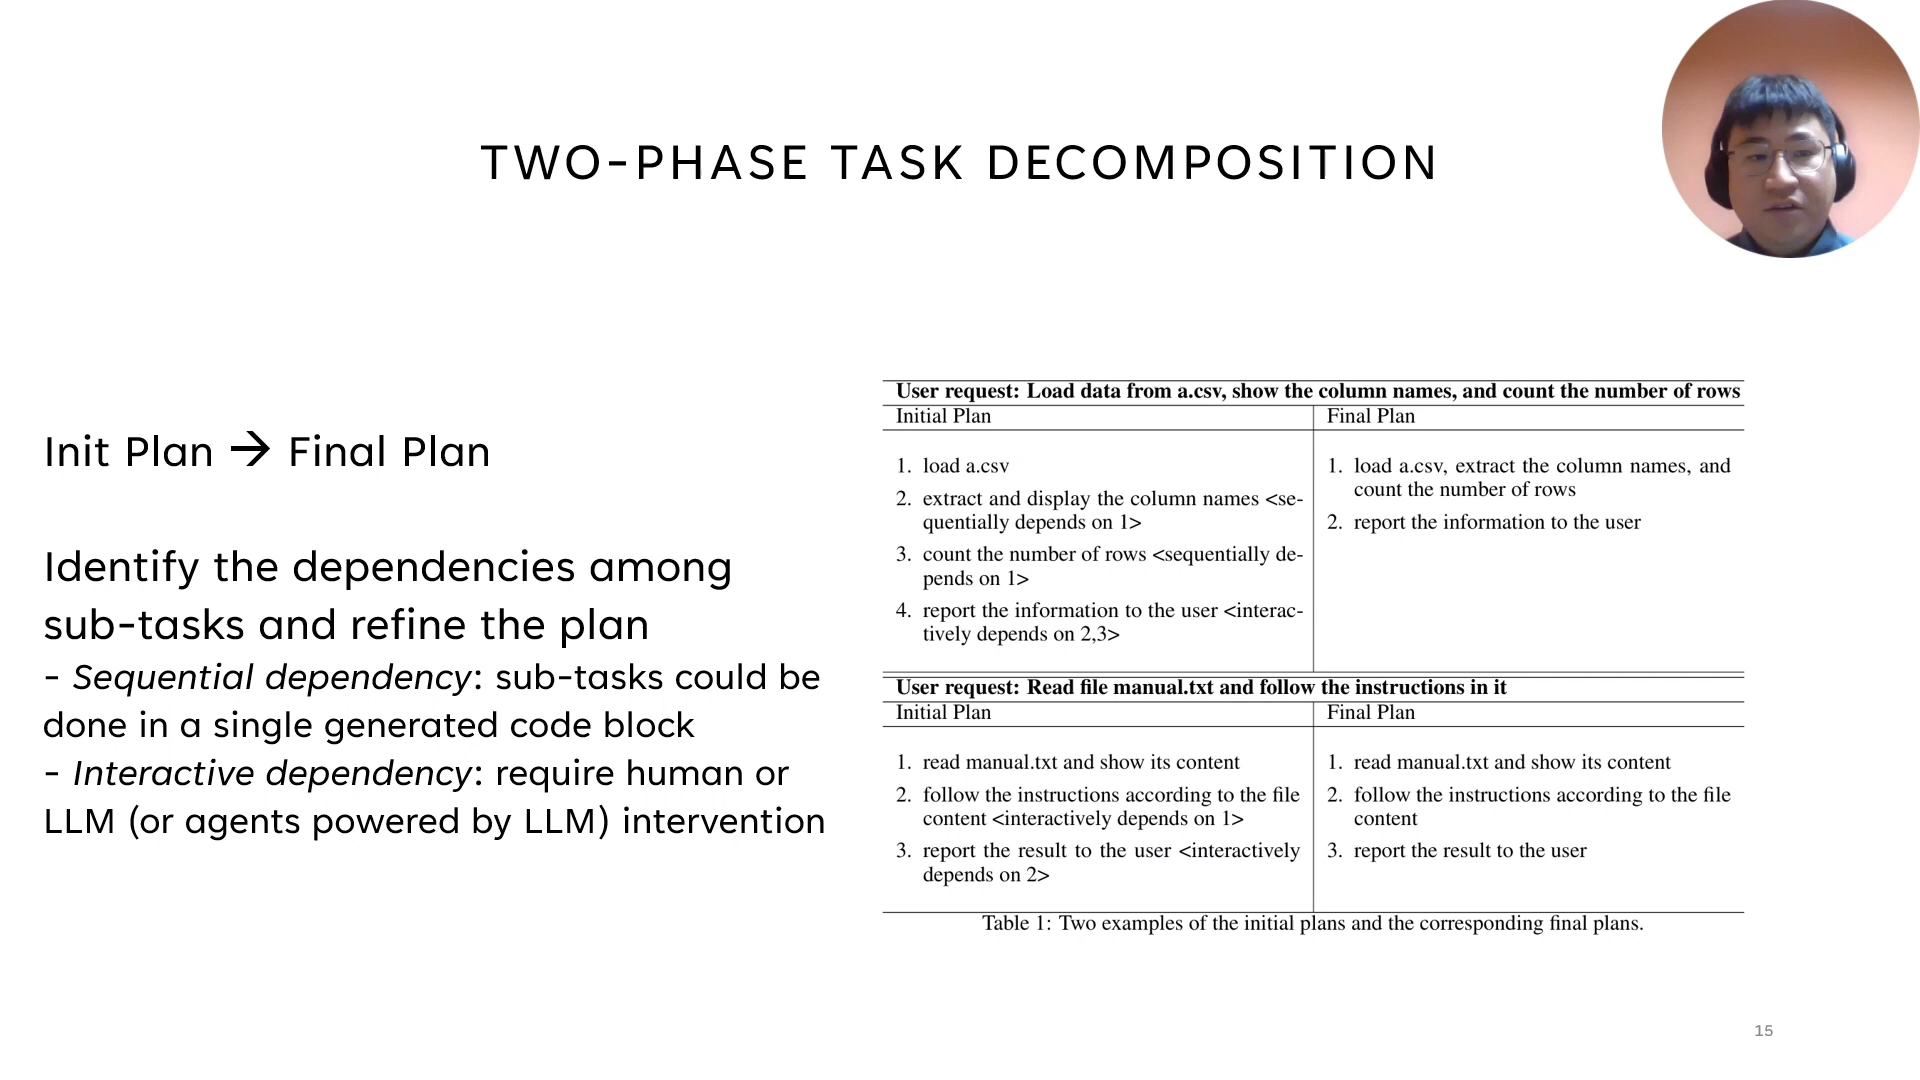 TWO-PHASE TASK DECOMPOSITION
Init Plan → Final Plan
Identify the dependencies among
sub-tasks and refine the plan
- Sequential dependency: sub-tasks could be
done in a single generated code block
- Interactive dependency: require human or
LLM (or agents powered by LLM) intervention
User request: Load data from a.csv, show the column names, and count the number of rows
Initial Plan
1. load a.csv
2. extract and display the column names <se-
quentially depends on 1>
3. count the number of rows <sequentially de-
pends on 1>
4. report the information to the user <interac-
tively depends on 2,3>
Final Plan
1. load a.csv, extract the column names, and
count the number of rows
2. report the information to the user
User request: Read file manual.txt and follow the instructions in it
Initial Plan
1. read manual.txt and show its content
2. follow the instructions according to the file
content <interactively depends on 1>
3. report the result to the user <interactively
depends on 2>
Final Plan
1. read manual.txt and show its content
2. follow the instructions according to the file
content
3. report the result to the user
Table 1: Two examples of the initial plans and the corresponding final plans.
15